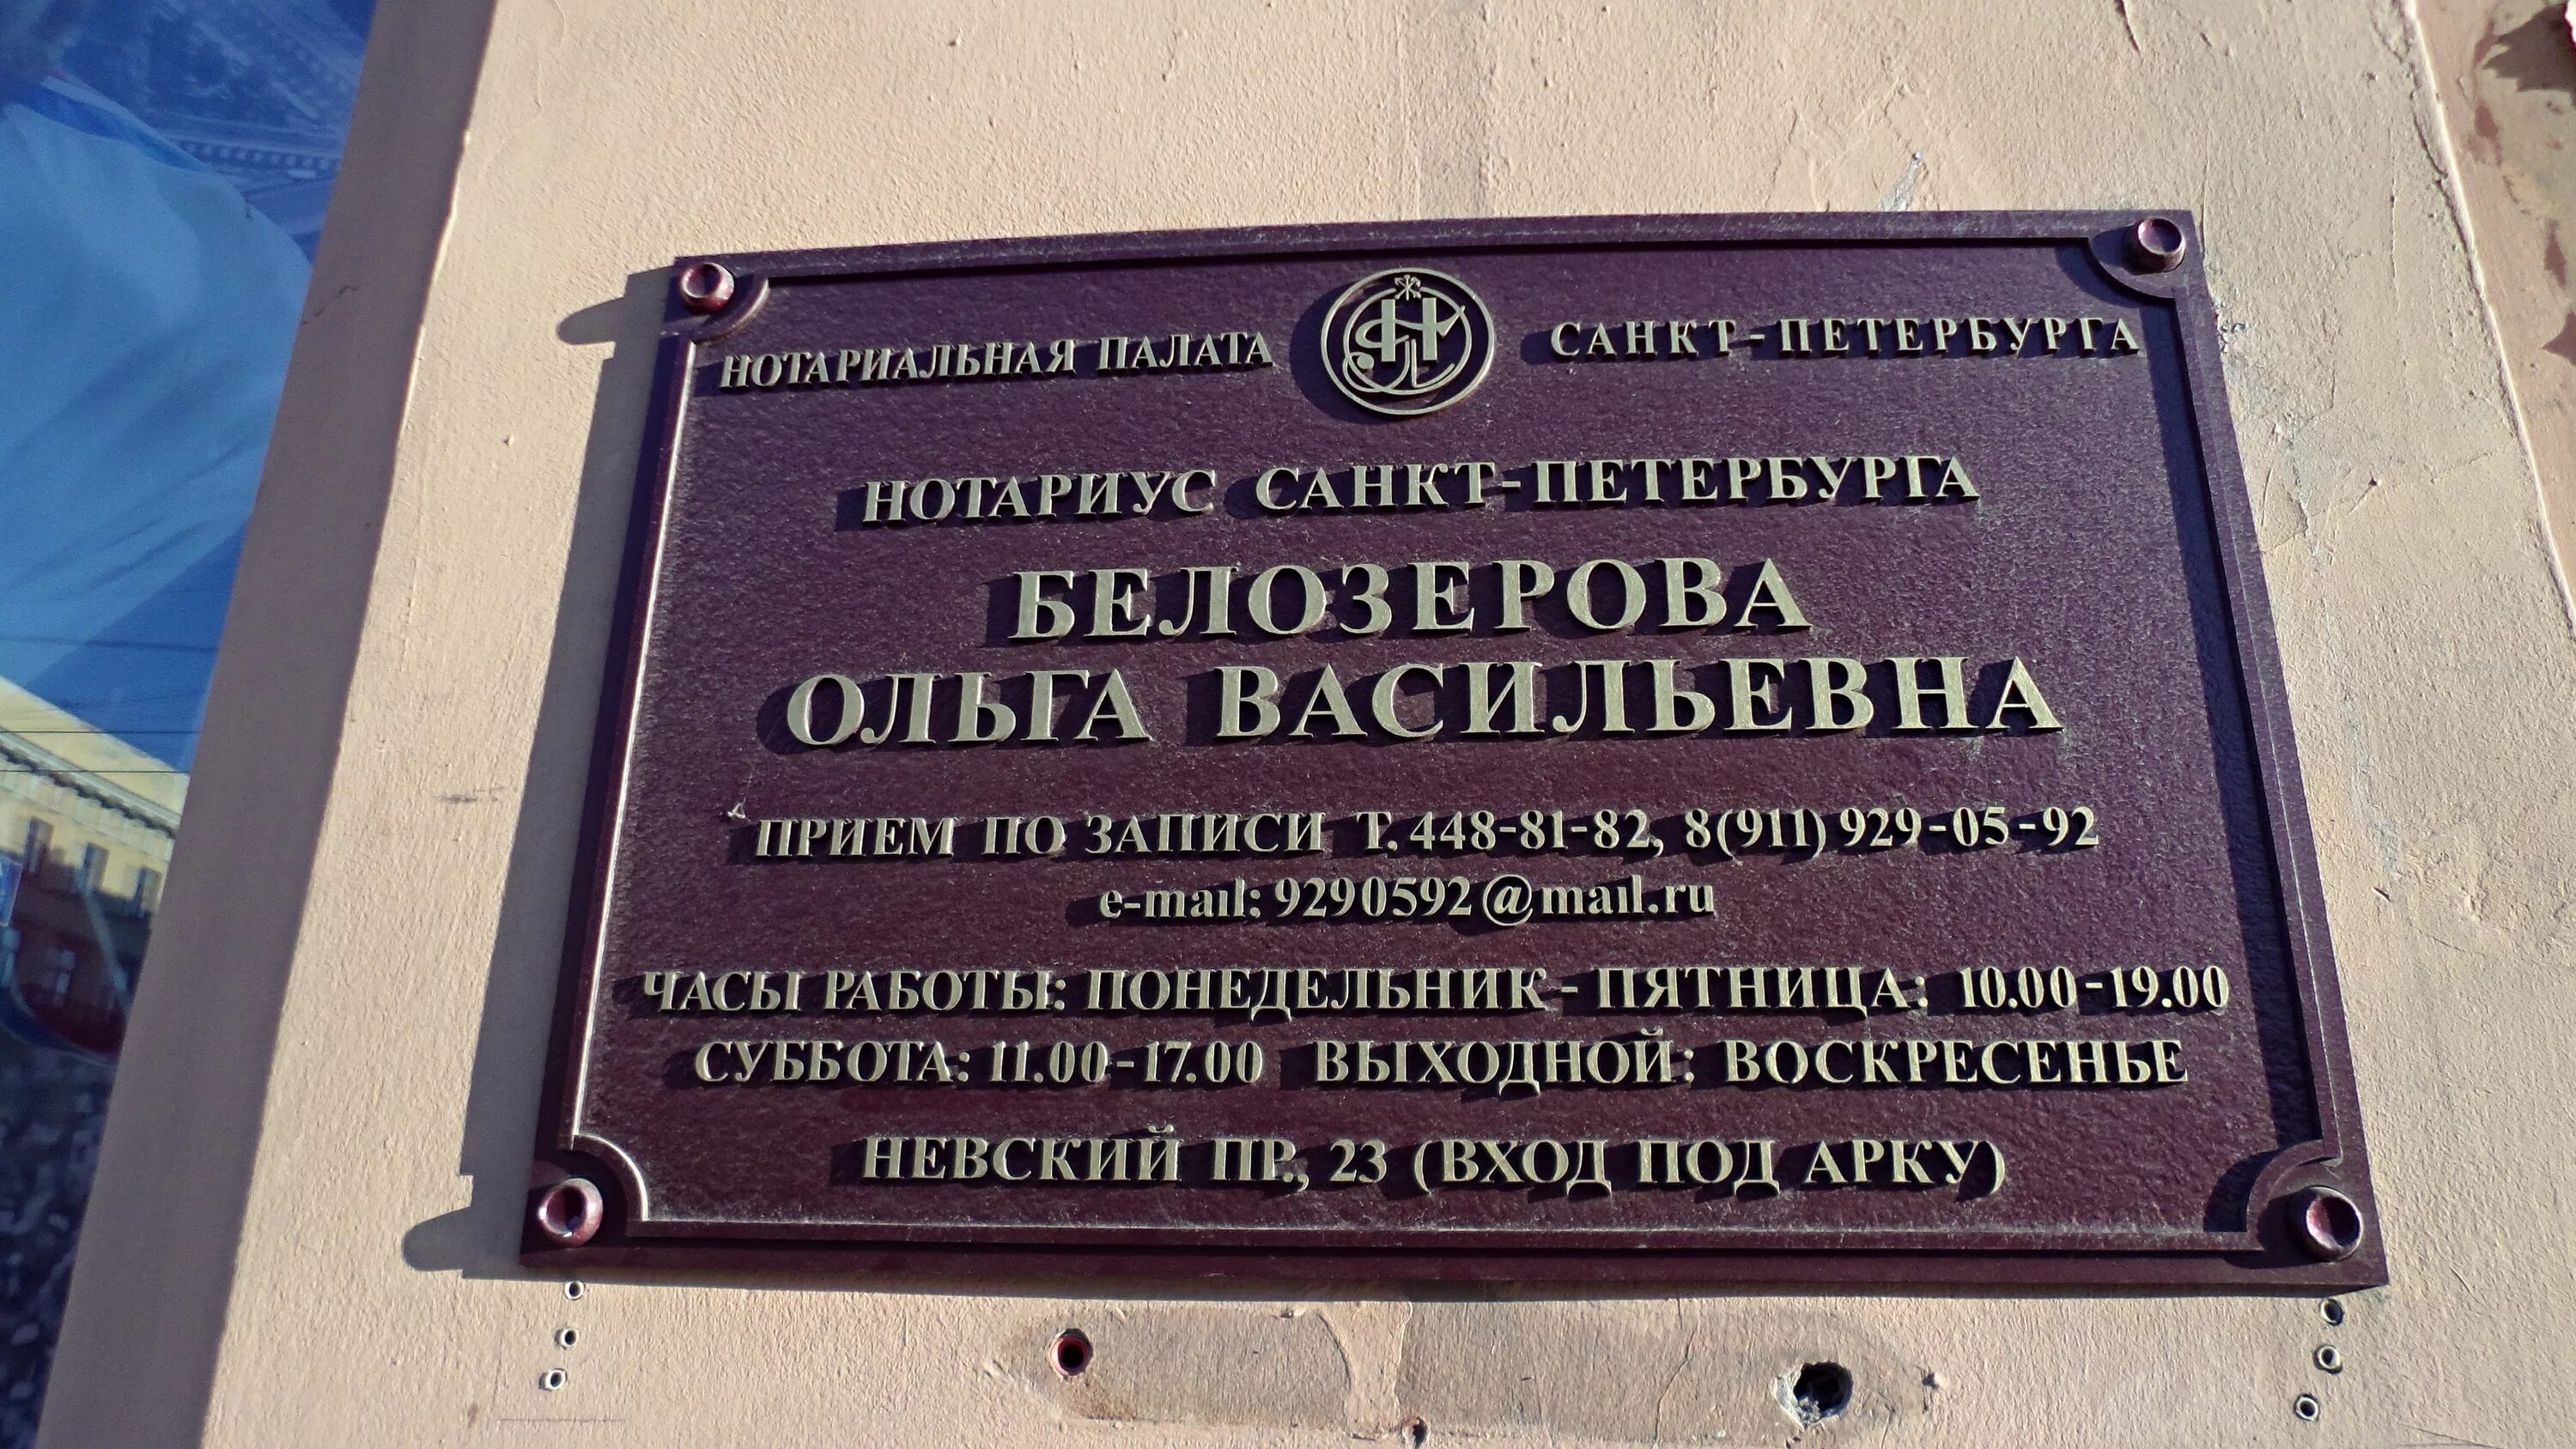 НОТАРИАЛЬНАЯ ПАЛАТА САНКТ-ПЕТЕРБУРГА
НОТАРИУС САНКТ-ПЕТЕРБУРГА
БЕЛОЗЕРОВА
ОЛЬГА ВАСИЛЬЕВНА
ПРИЕМ ПО ЗАПИСИ Т. 448-81-82, 8(911) 929-05-92
e-mail: 9290592@mail.ru
ЧАСЫ РАБОТЫ: ПОНЕДЕЛЬНИК - ПЯТНИЦА: 10.00-19.00
СУББОТА: 11.00-17.00 ВЫХОДНОЙ: ВОСКРЕСЕНЬЕ
НЕВСКИЙ ПР., 23 (ВХОД ПОД АРКУ)